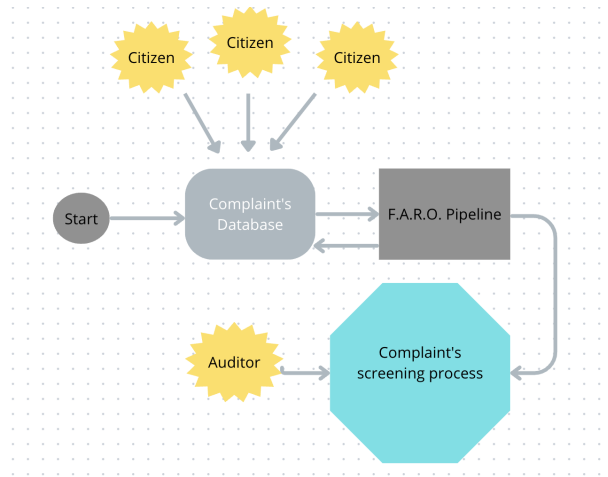 Citizen
Citizen
Citizen
Start
Complaint's
Database
F.A.R.O. Pipeline
Auditor
Complaint's
screening process